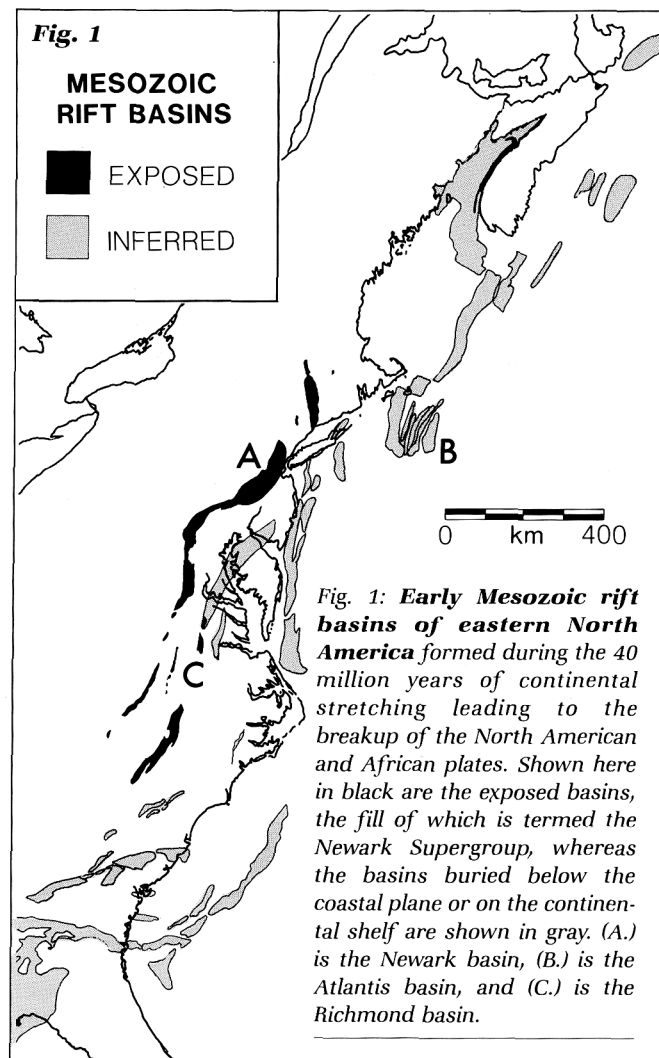 Fig. 1
MESOZOIC
RIFT BASINS
EXPOSED
INFERRED
A
B
0 400
km
C
Fig. 1: Early Mesozoic rift
basins of eastern North
America formed during the 40
million years of continental
stretching leading to the
breakup of the North American
and African plates. Shown here
in black are the exposed basins,
the fill of which is termed the
Newark Supergroup, whereas
the basins buried below the
coastal plane or on the continen-
tal shelf are shown in gray. (A.)
is the Newark basin, (B.) is the
Atlantis basin, and (C.) is the
Richmond basin.